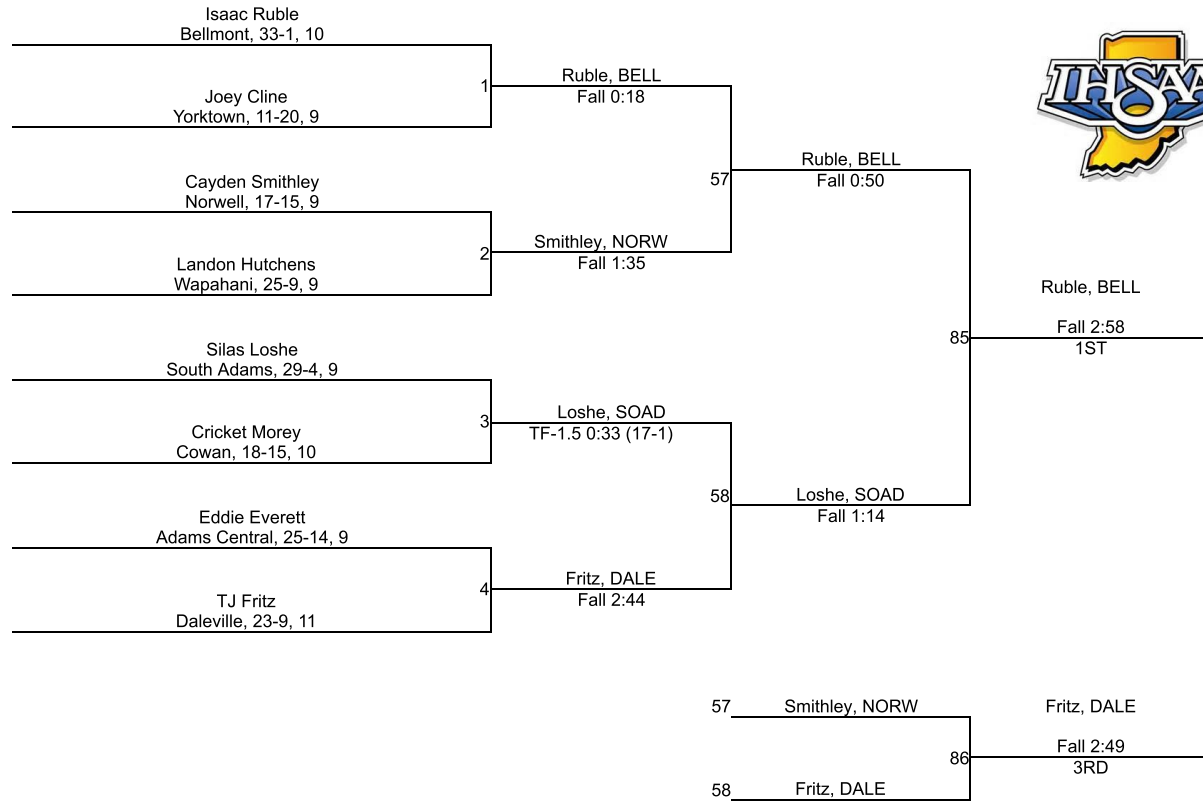 Isaac Ruble
Bellmont, 33-1, 10
1
Joey Cline
Yorktown, 11-20, 9
Ruble, BELL
Fall 0:18
Cayden Smithley
Norwell, 17-15, 9
2
Landon Hutchens
Wapahani, 25-9, 9
Smithley, NORW
Fall 1:35
57
Ruble, BELL
Fall 0:50
Silas Loshe
South Adams, 29-4, 9
3
Cricket Morey
Cowan, 18-15, 10
Loshe, SOAD
TF-1.5 0:33 (17-1)
Eddie Everett
Adams Central, 25-14, 9
4
TJ Fritz
Daleville, 23-9, 11
Fritz, DALE
Fall 2:44
58
Loshe, SOAD
Fall 1:14
85
Ruble, BELL
Fall 2:58
1ST
IHSAA
57
Smithley, NORW
86
58
Fritz, DALE
Fritz, DALE
Fall 2:49
3RD